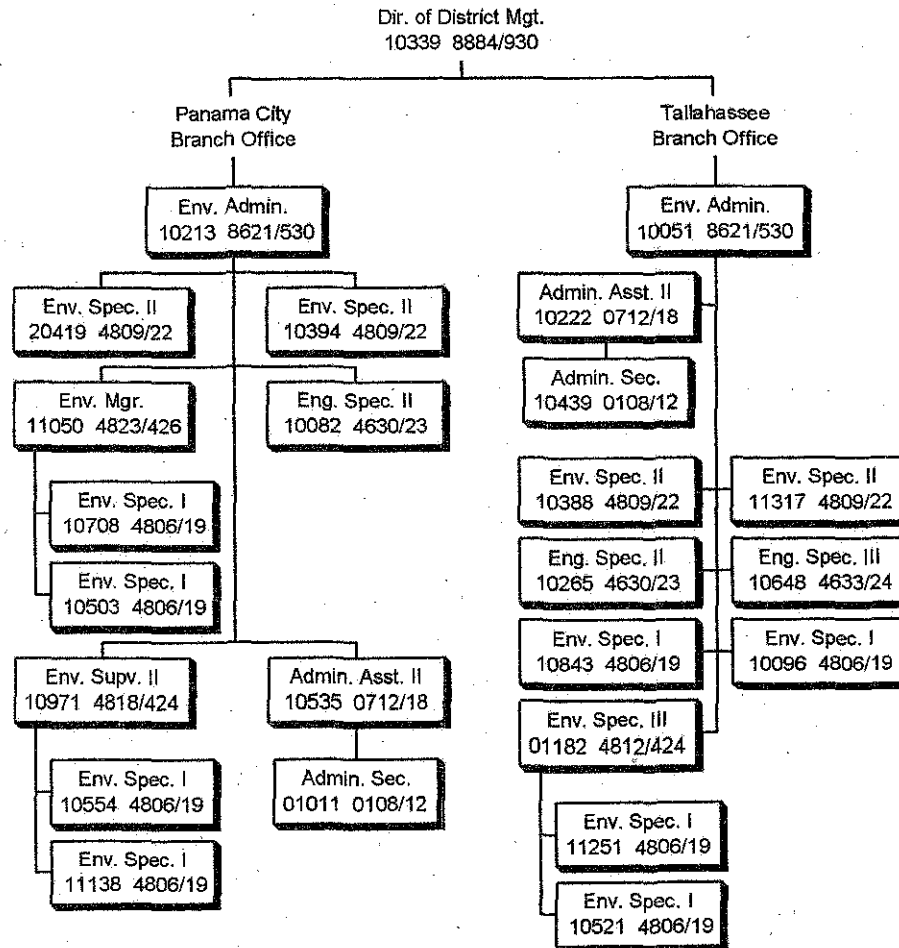 Dir. of District Mgt.
10339 8884/930
Panama City
Branch Office
Env. Admin.
10213 8621/530
Env. Spec. II
20419 4809/22
Env. Spec. II
10394 4809/22
Env. Mgr.
11050 4823/426
Eng. Spec. II
10082 4630/23
Env. Spec. I
10708 4806/19
Env. Spec. I
10503 4806/19
Env. Supv. II
10971 4818/424
Admin. Asst. II
10535 0712/18
Env. Spec. I
10554 4806/19
Admin. Sec.
01011 0108/12
Env. Spec. I
11138 4806/19
Tallahassee
Branch Office
Env. Admin.
10051 8621/530
Admin. Asst. II
10222 0712/18
Admin. Sec.
10439 0108/12
Env. Spec. II
10388 4809/22
Env. Spec. II
11317 4809/22
Eng. Spec. II
10265 4630/23
Eng. Spec. III
10648 4633/24
Env. Spec. I
10843 4806/19
Env. Spec. I
10096 4806/19
Env. Spec. III
01182 4812/424
Env. Spec. I
11251 4806/19
Env. Spec. I
10521 4806/19